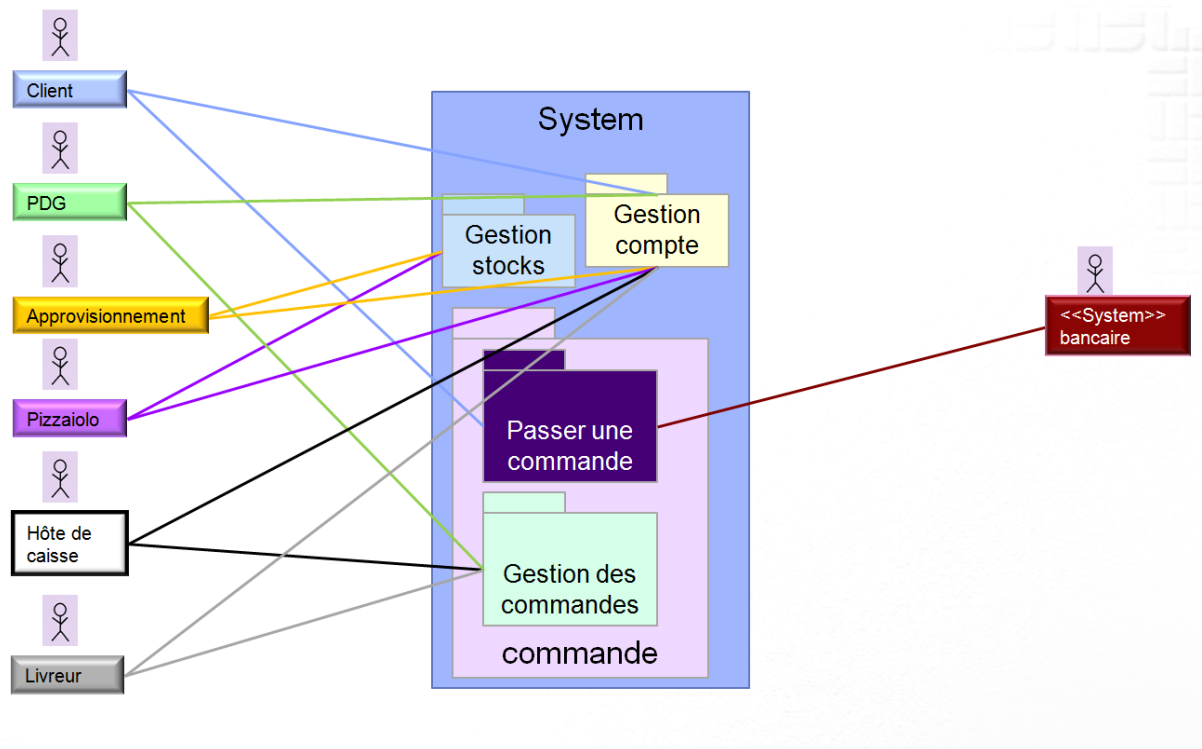 Client
PDG
Approvisionnement
Pizzaiolo
Hôte de
caisse
Livreur
System
Gestion
compte
Gestion
stocks
Passer une
commande
Gestion des
commandes
commande
<<System>>
bancaire